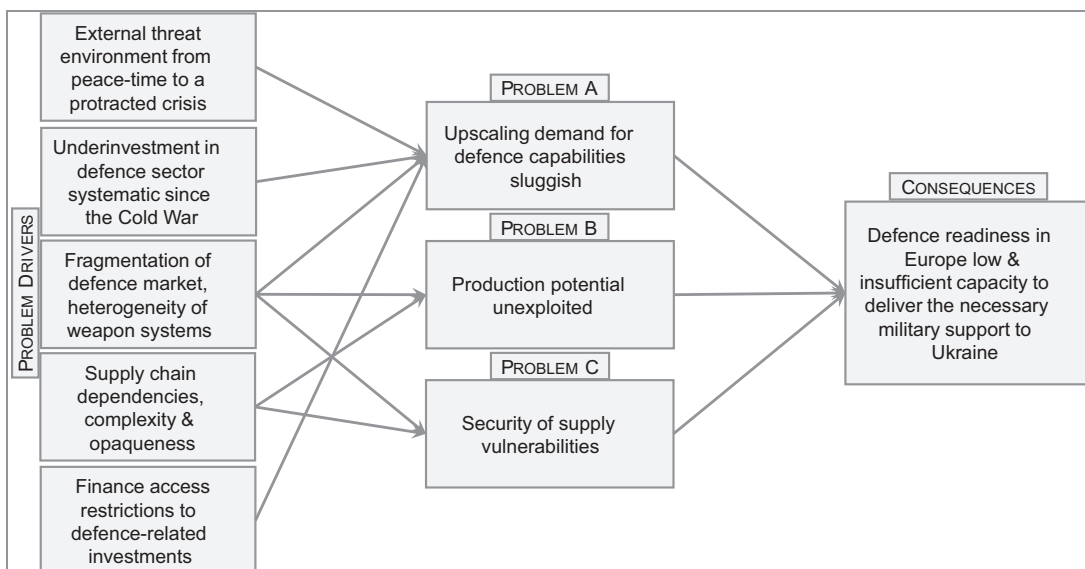 PROBLEM DRIVERS
External threat
environment from
peace-time to a
protracted crisis
Underinvestment in
defence sector
systematic since
the Cold War
Fragmentation of
defence market,
heterogeneity of
weapon systems
Supply chain
dependencies,
complexity &
opaqueness
Finance access
restrictions to
defence-related
investments
PROBLEM A
Upscaling demand for
defence capabilities
sluggish
PROBLEM B
Production potential
unexploited
PROBLEM C
Security of supply
vulnerabilities
CONSEQUENCES
Defence readiness in
Europe low &
insufficient capacity to
deliver the necessary
military support to
Ukraine